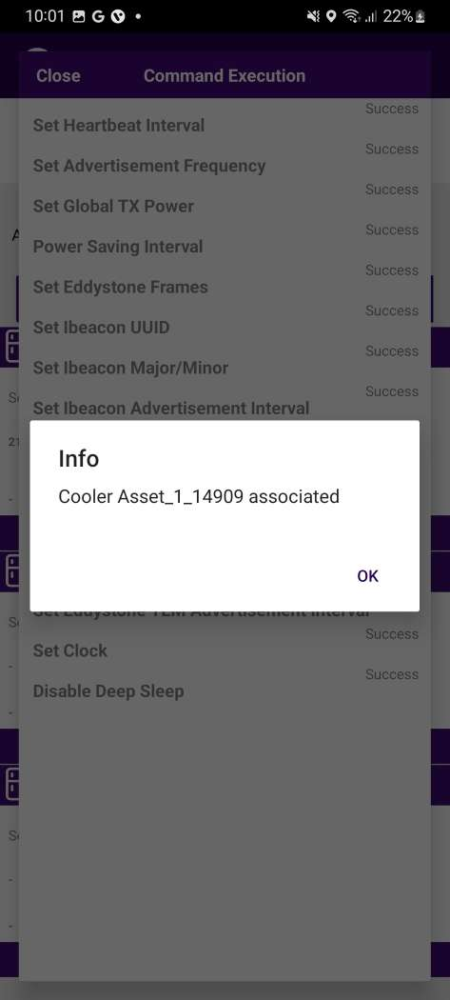 10:01
22%
Close Command Execution
Success
Set Heartbeat Interval
Success
Set Advertisement Frequency
Success
Set Global TX Power
Success
Power Saving Interval
Success
Set Eddystone Frames
Success
Set Ibeacon UUID
Success
Set Ibeacon Major/Minor
Success
Set Ibeacon Advertisement Interval
Info
Cooler Asset_1_14909 associated
OK
Set Eddystone TLM Advertisement Interval
Success
Set Clock
Success
Disable Deep Sleep